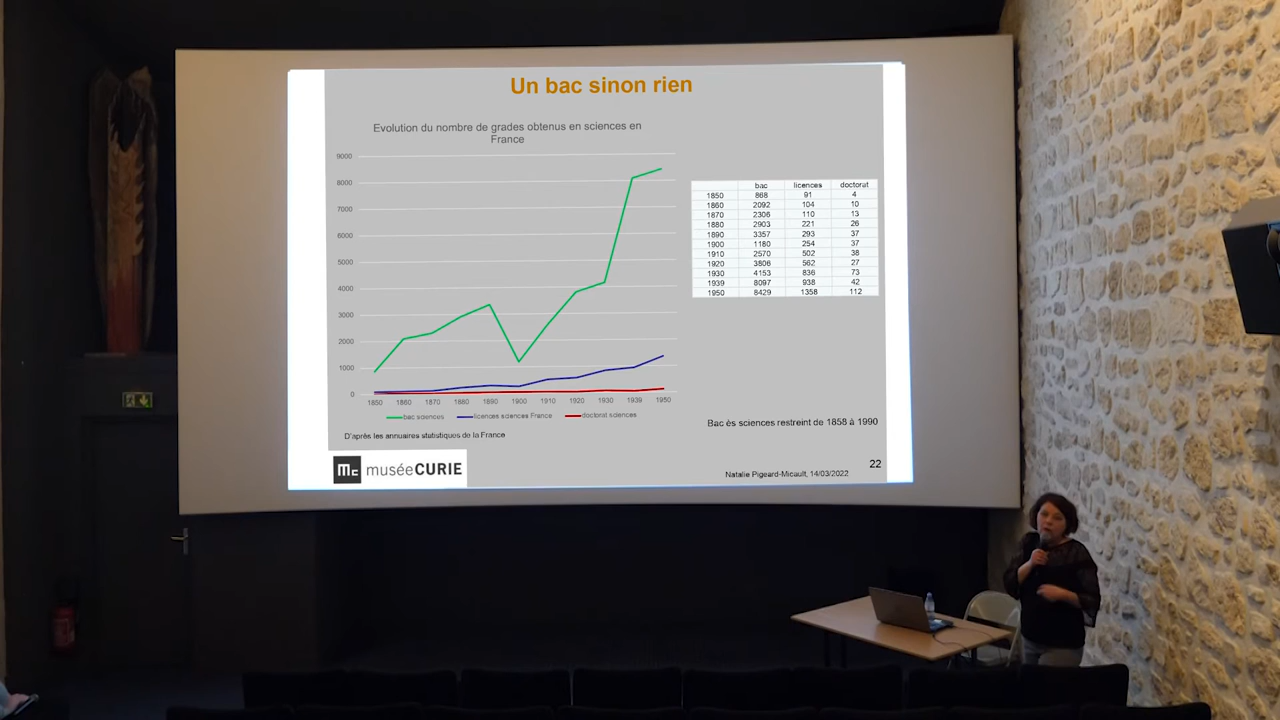 Un bac sinon rien
Evolution du nombre de grades obtenus en sciences en
France
9000
8000
7000
6000
5000
4000
3000
2000
1000
0
1850 1860 1870 1880 1890 1900 1910 1920 1930 1939 1950
bac sciences licences sciences France doctorat sciences
D'après les annuaires statistiques de la France
bac licences doctorat
1850 868 91 4
1860 2092 104 10
1870 2306 110 13
1880 2903 221 26
1890 3357 293 37
1900 1180 254 37
1910 2570 502 38
1920 3806 562 27
1930 4153 836 73
1939 8097 938 42
1950 8429 1358 112
Bac ès sciences restreint de 1858 à 1990
Mc muséeCURIE
Natalie Pigeard-Micault, 14/03/2022
22